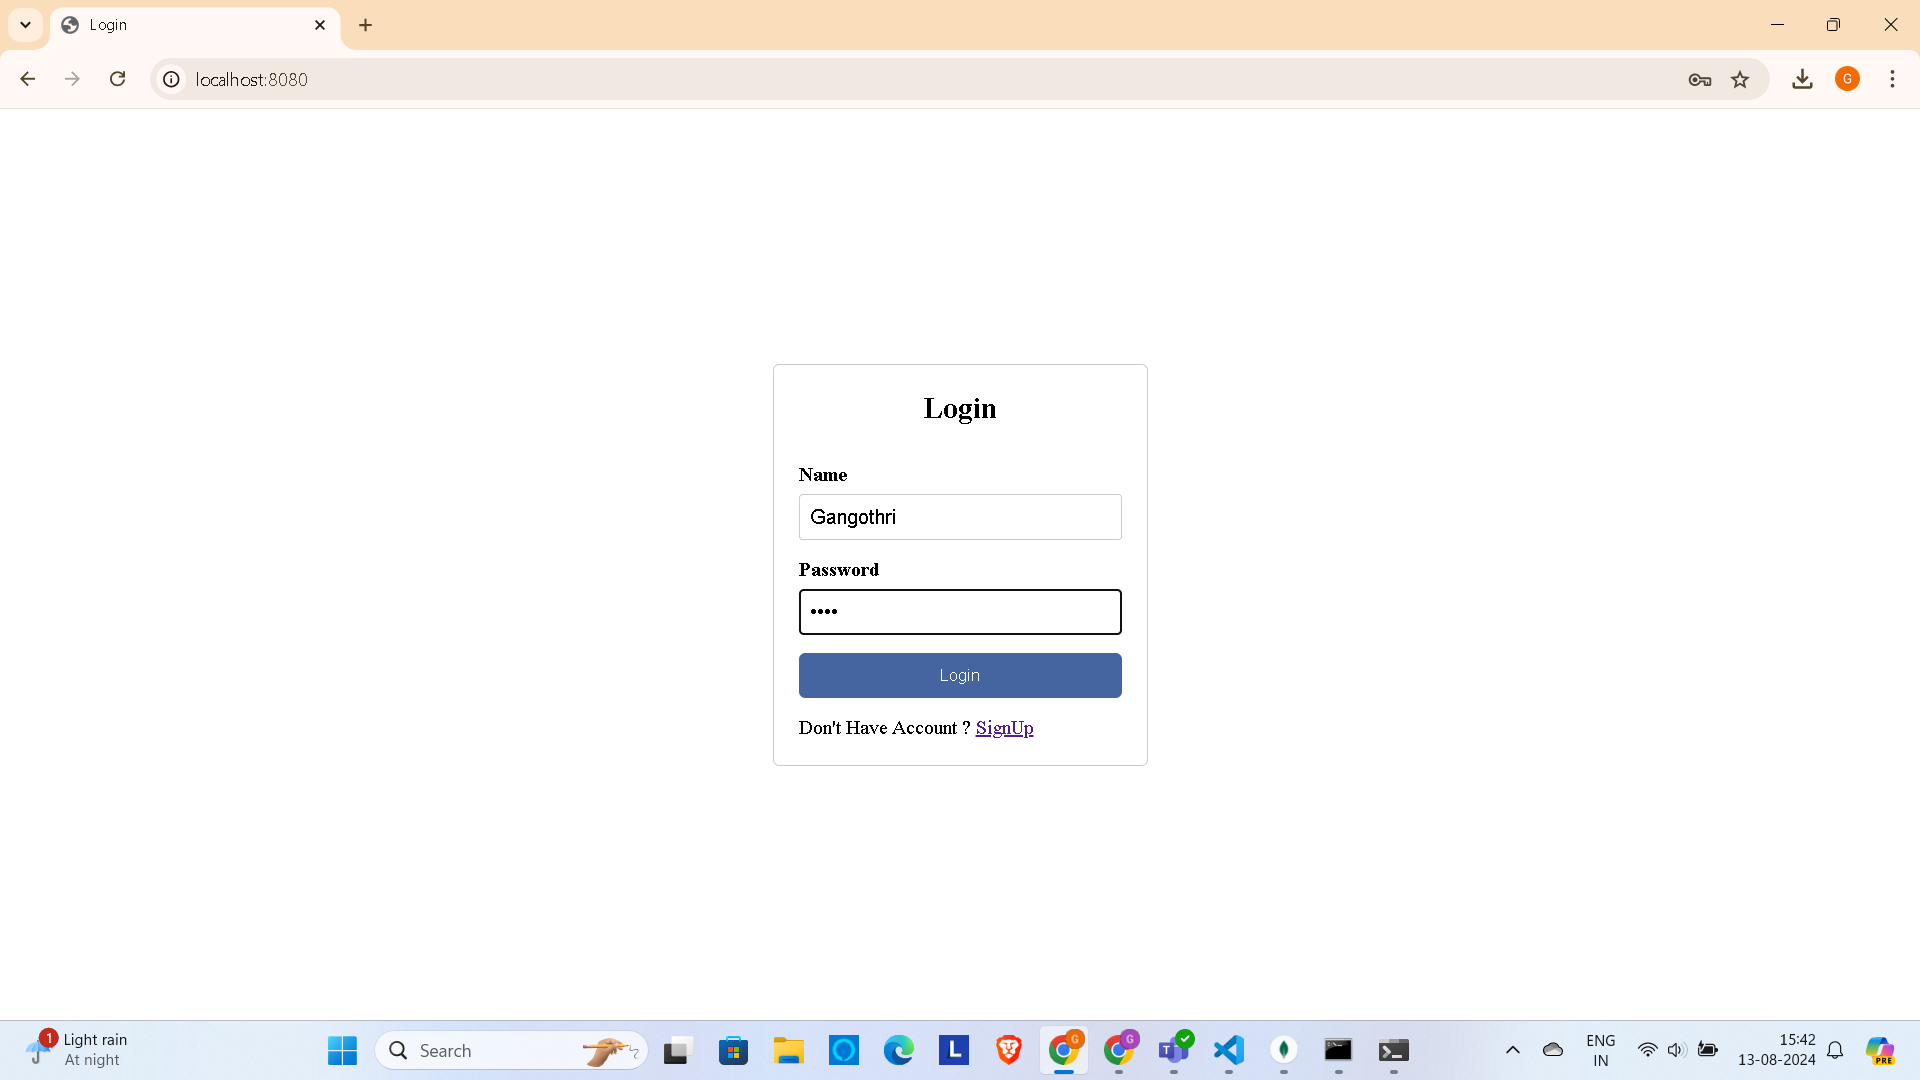 Login
localhost:8080
G
Login
Name
Gangothri
Password
••••
Login
Don't Have Account ? SignUp
1
Light rain
At night
Search
L
G
G
T
ENG
IN
15:42
13-08-2024
PRE